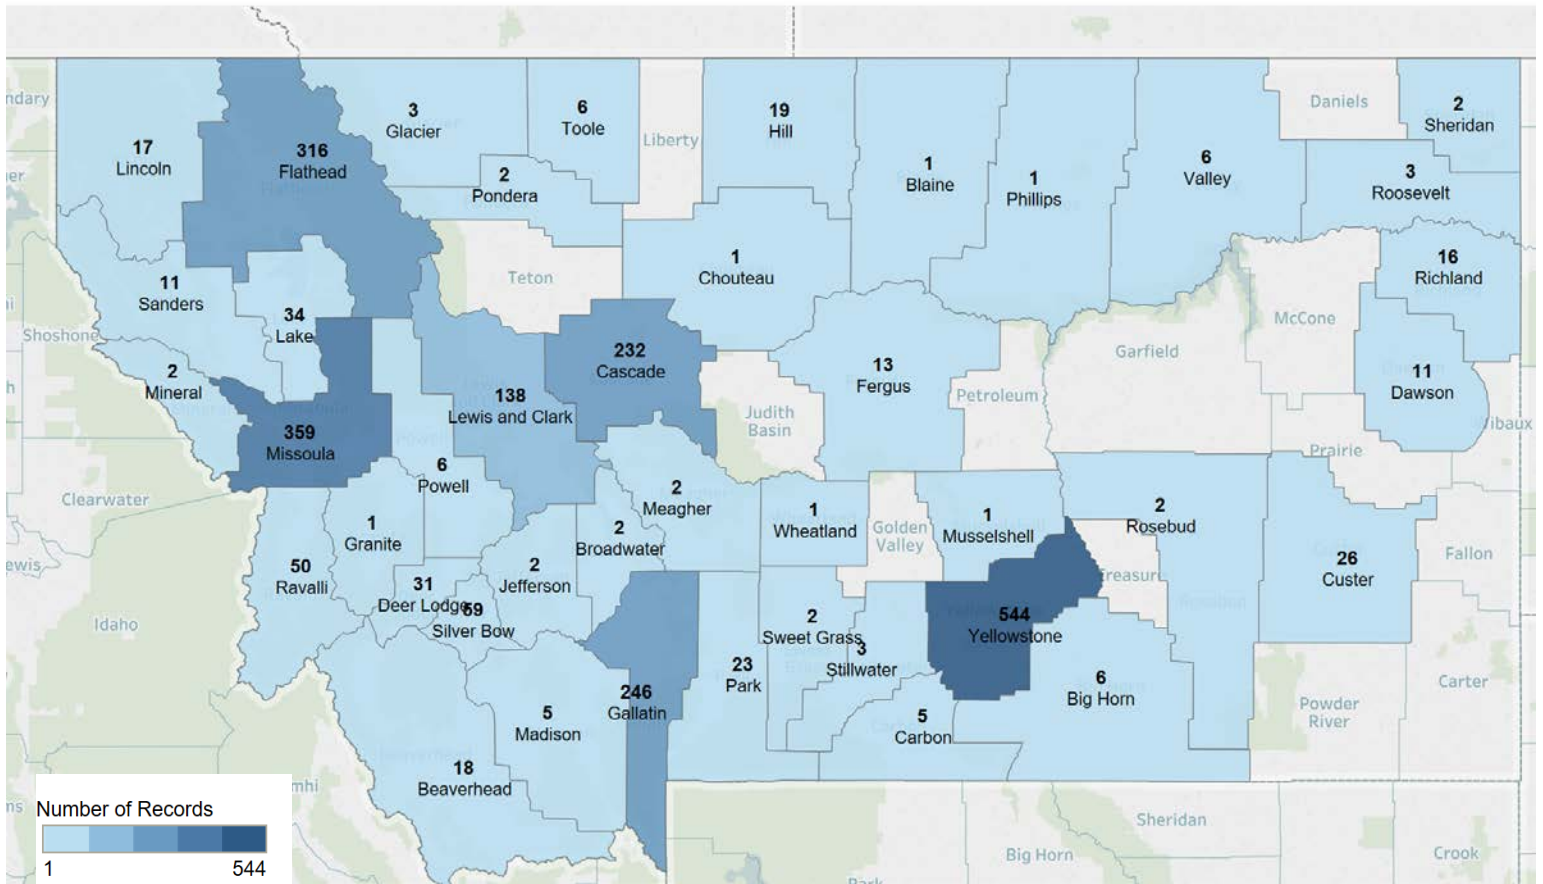 ndary
17
Lincoln
316
Flathead
3
Glacier
6
Toole
2
Pondera
Liberty
19
Hill
1
Blaine
1
Phillips
6
Valley
Daniels
2
Sheridan
3
Roosevelt
Teton
1
Chouteau
11
Sanders
34
Lake
Shoshone
2
Mineral
232
Cascade
138
Lewis and Clark
13
Fergus
Judith
Basin
Petroleum
Garfield
McCone
16
Richland
11
Dawson
ibaux
Prairie
359
Missoula
6
Powell
Clearwater
ewis
2
Meagher
1
Wheatland
Golden
Valley
1
Musselshell
2
Rosebud
Treasure
26
Custer
Fallon
1
Granite
50
Ravalli
31
Deer Lodge
59
Silver Bow
2
Jefferson
2
Broadwater
Idaho
246
Gallatin
23
Park
2
Sweet Grass
3
Stillwater
544
Yellowstone
6
Big Horn
5
Carbon
Powder
River
Carter
5
Madison
18
Beaverhead
mhi
Number of Records
1
544
Sheridan
Big Horn
Crook
Park